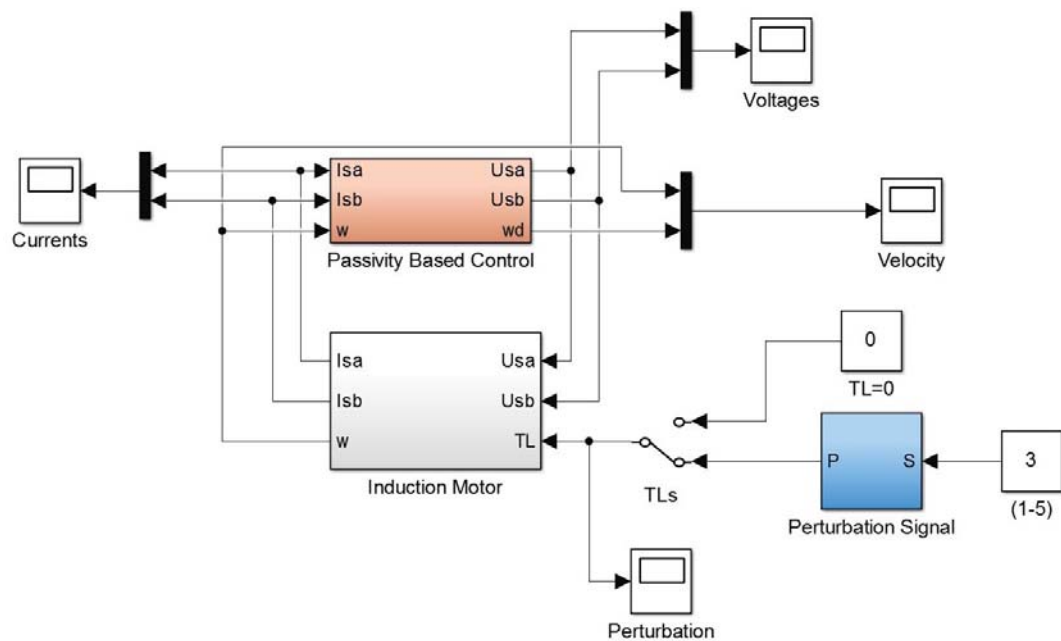 Voltages
Isa
Usa
Isb
Usb
w
wd
Passivity Based Control
Currents
Velocity
Isa
Usa
Isb
Usb
w
TL
Induction Motor
0
TL=0
TLs
P
S
Perturbation Signal
3
(1-5)
Perturbation